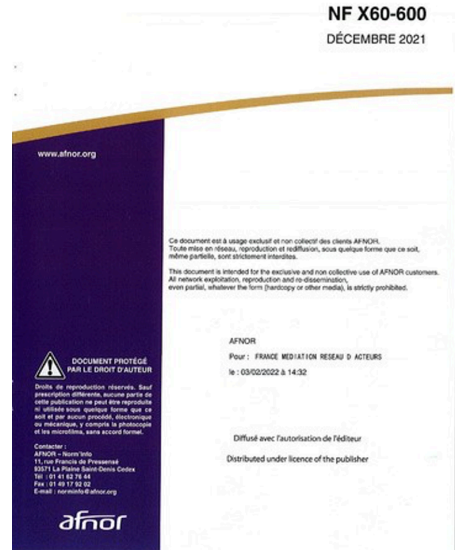 NF X60-600
DÉCEMBRE 2021
www.afnor.org
Ce document est à usage exclusif et non collectif des clients AFNOR.
Toute mise en réseau, reproduction et rediffusion, sous quelque forme que ce soit,
même partielle, sont strictement interdites.
This document is intended for the exclusive and non collective use of AFNOR customers.
All network exploitation, reproduction and re-dissemination,
even partial, whatever the form (hardcopy or other media), is strictly prohibited.
AFNOR
Pour : FRANCE MEDIATION RESEAU D ACTEURS
le : 03/02/2022 à 14:32
DOCUMENT PROTÉGÉ
PAR LE DROIT D'AUTEUR
Droits de reproduction réservés. Sauf
prescription différente, aucune partie de
cette publication ne peut être reproduite
ni utilisée sous quelque forme que ce
soit et par aucun procédé, électronique
ou mécanique, y compris la photocopie
et les microfilms, sans accord formel.
Contacter :
AFNOR – Norm'Info
11, rue Francis de Pressensé
93571 La Plaine Saint-Denis Cedex
Tél : 01 41 62 76 44
Fax : 01 49 17 92 02
E-mail : norminfo@afnor.org
Diffusé avec l'autorisation de l'éditeur
Distributed under licence of the publisher
afnor